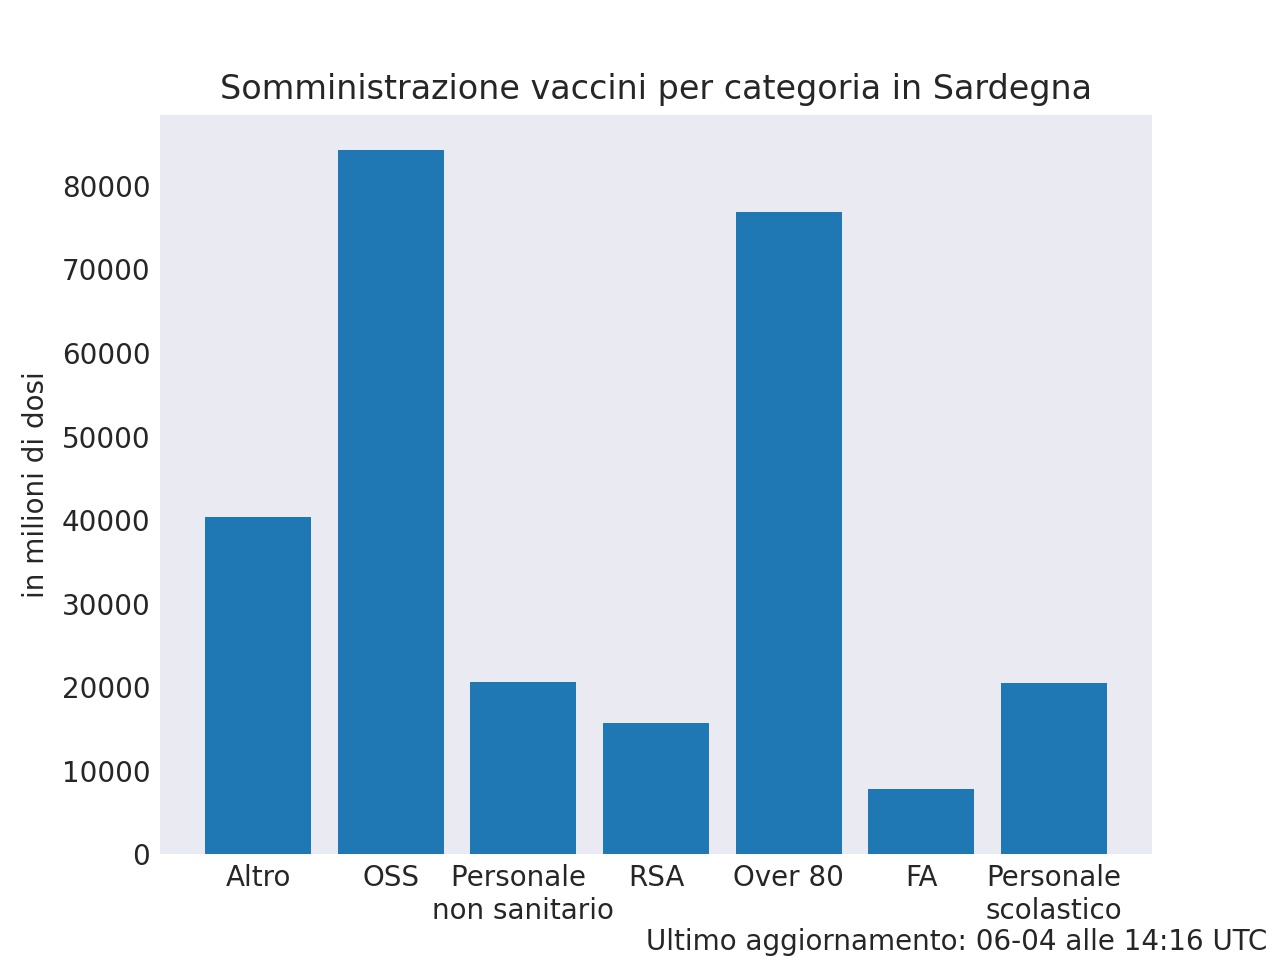 Somministrazione vaccini per categoria in Sardegna
in milioni di dosi
80000
70000
60000
50000
40000
30000
20000
10000
0
Altro
OSS
Personale
non sanitario
RSA
Over 80
FA
Personale
scolastico
Ultimo aggiornamento: 06-04 alle 14:16 UTC